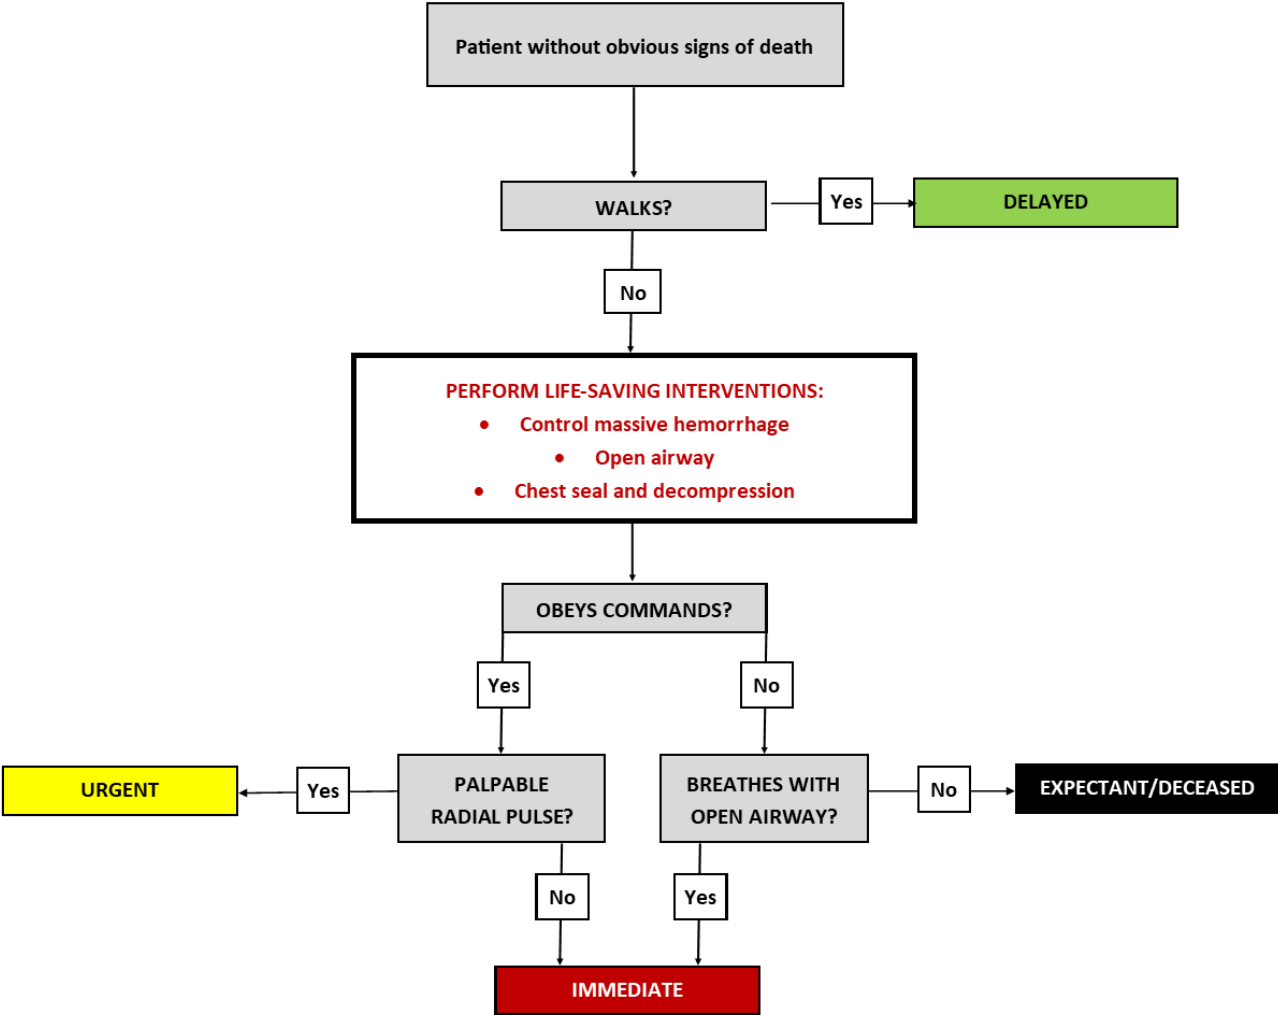 Patient without obvious signs of death
WALKS?
Yes
DELAYED
No
PERFORM LIFE-SAVING INTERVENTIONS:
• Control massive hemorrhage
• Open airway
• Chest seal and decompression
OBEYS COMMANDS?
Yes
No
URGENT
Yes
PALPABLE
RADIAL PULSE?
BREATHES WITH
OPEN AIRWAY?
No
EXPECTANT/DECEASED
No
Yes
IMMEDIATE